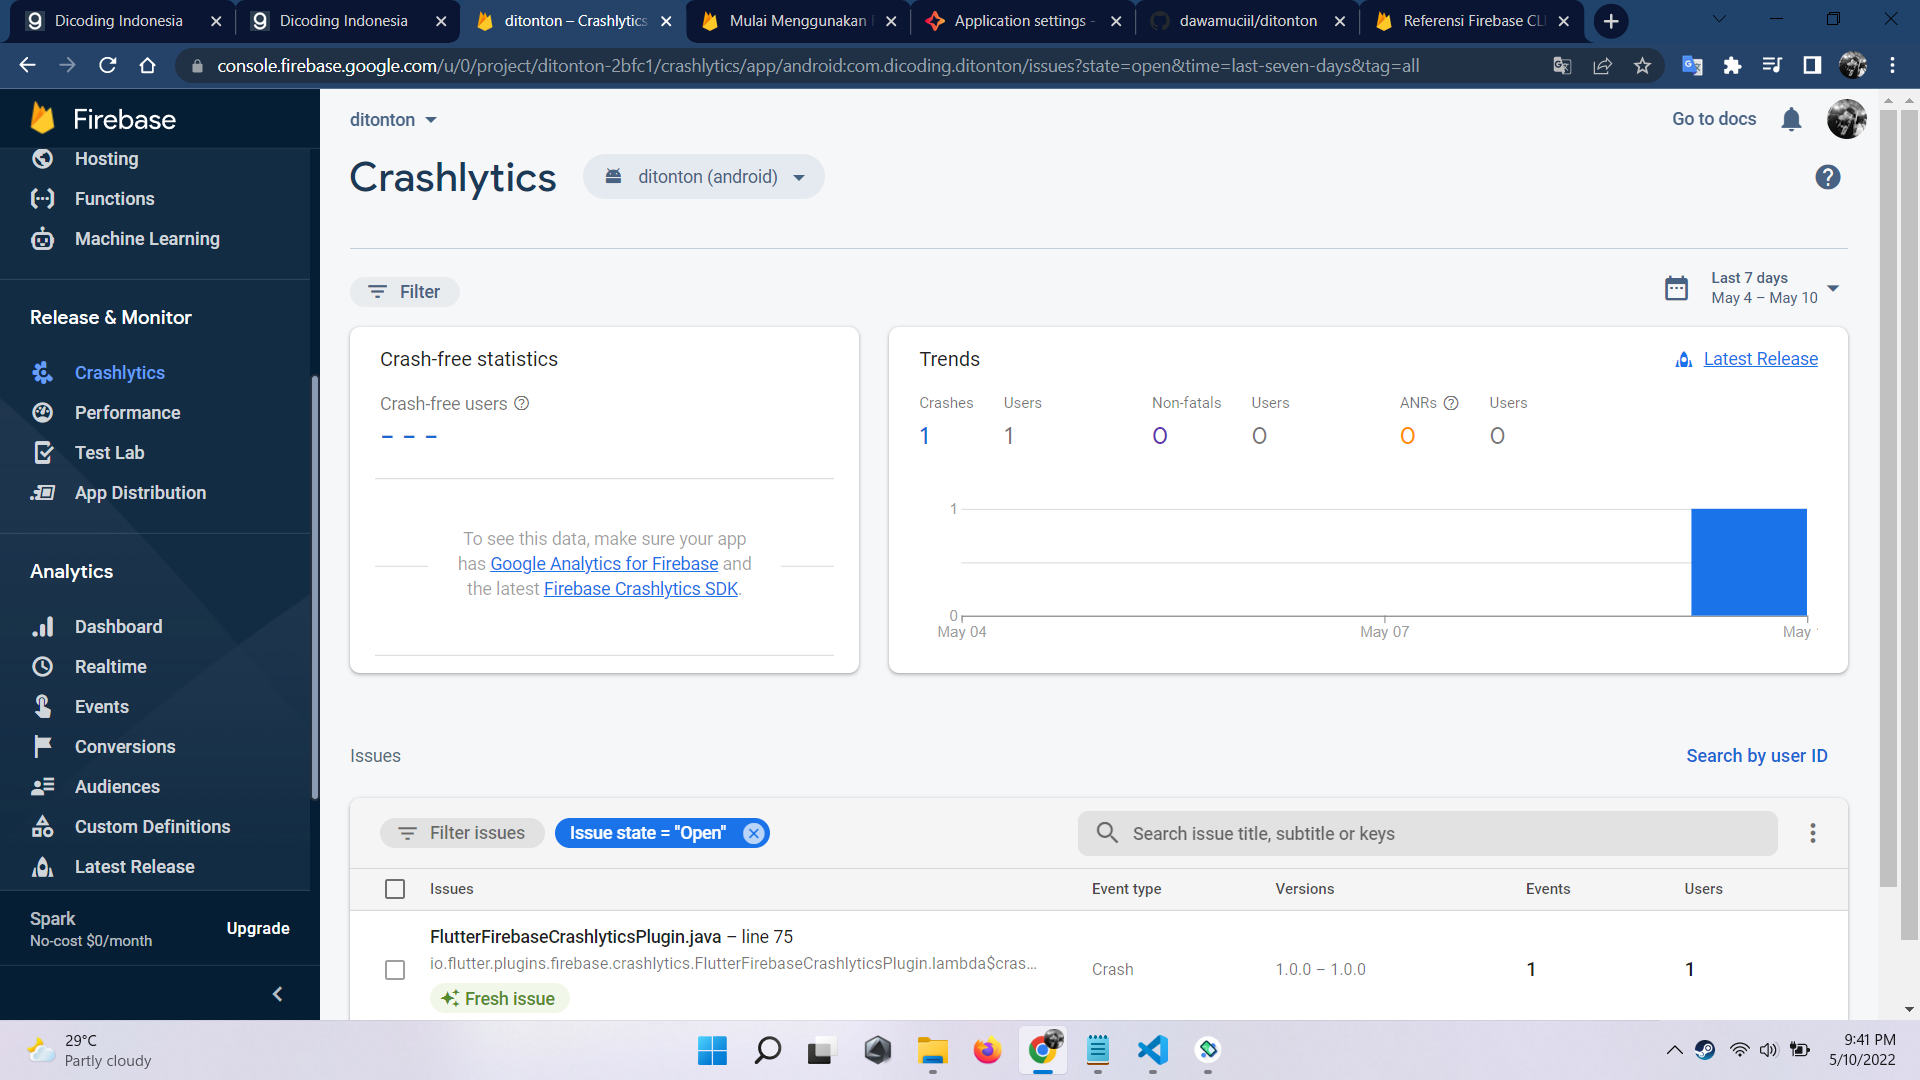 Dicoding Indonesia
Dicoding Indonesia
ditonton – Crashlytics
Mulai Menggunakan
Application settings -
dawamuciil/ditonton
Referensi Firebase CLI
console.firebase.google.com/u/0/project/ditonton-2bfc1/crashlytics/app/android:com.dicoding.ditonton/issues?state=open&time=last-seven-days&tag=all
Firebase
Hosting
Functions
Machine Learning
Release & Monitor
Crashlytics
Performance
Test Lab
App Distribution
Analytics
Dashboard
Realtime
Events
Conversions
Audiences
Custom Definitions
Latest Release
Spark
No-cost $0/month
Upgrade
ditonton
Go to docs
Crashlytics
ditonton (android)
Filter
Last 7 days
May 4 – May 10
Crash-free statistics
Crash-free users
– – –
To see this data, make sure your app
has Google Analytics for Firebase and
the latest Firebase Crashlytics SDK.
Trends
Latest Release
Crashes Users Non-fatals Users ANRs Users
1 1 0 0 0 0
1
0
May 04 May 07 May
Issues
Search by user ID
Filter issues
Issue state = "Open"
Search issue title, subtitle or keys
Issues Event type Versions Events Users
FlutterFirebaseCrashlyticsPlugin.java – line 75
io.flutter.plugins.firebase.crashlytics.FlutterFirebaseCrashlyticsPlugin.lambda$cras…
Crash 1.0.0 – 1.0.0 1 1
Fresh issue
29°C
Partly cloudy
9:41 PM
5/10/2022